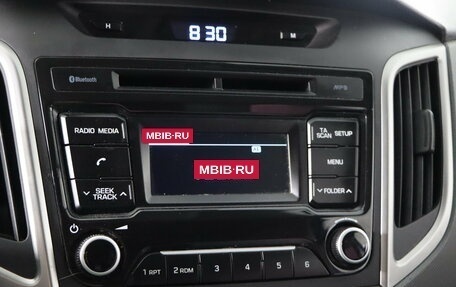 H 8:30 M
Bluetooth MP3
RADIO MEDIA
TA SCAN SETUP
MENU
SEEK TRACK
FOLDER
MBIB-RU
MBIB-RU
1 RPT 2 RDM 3 4 5 6